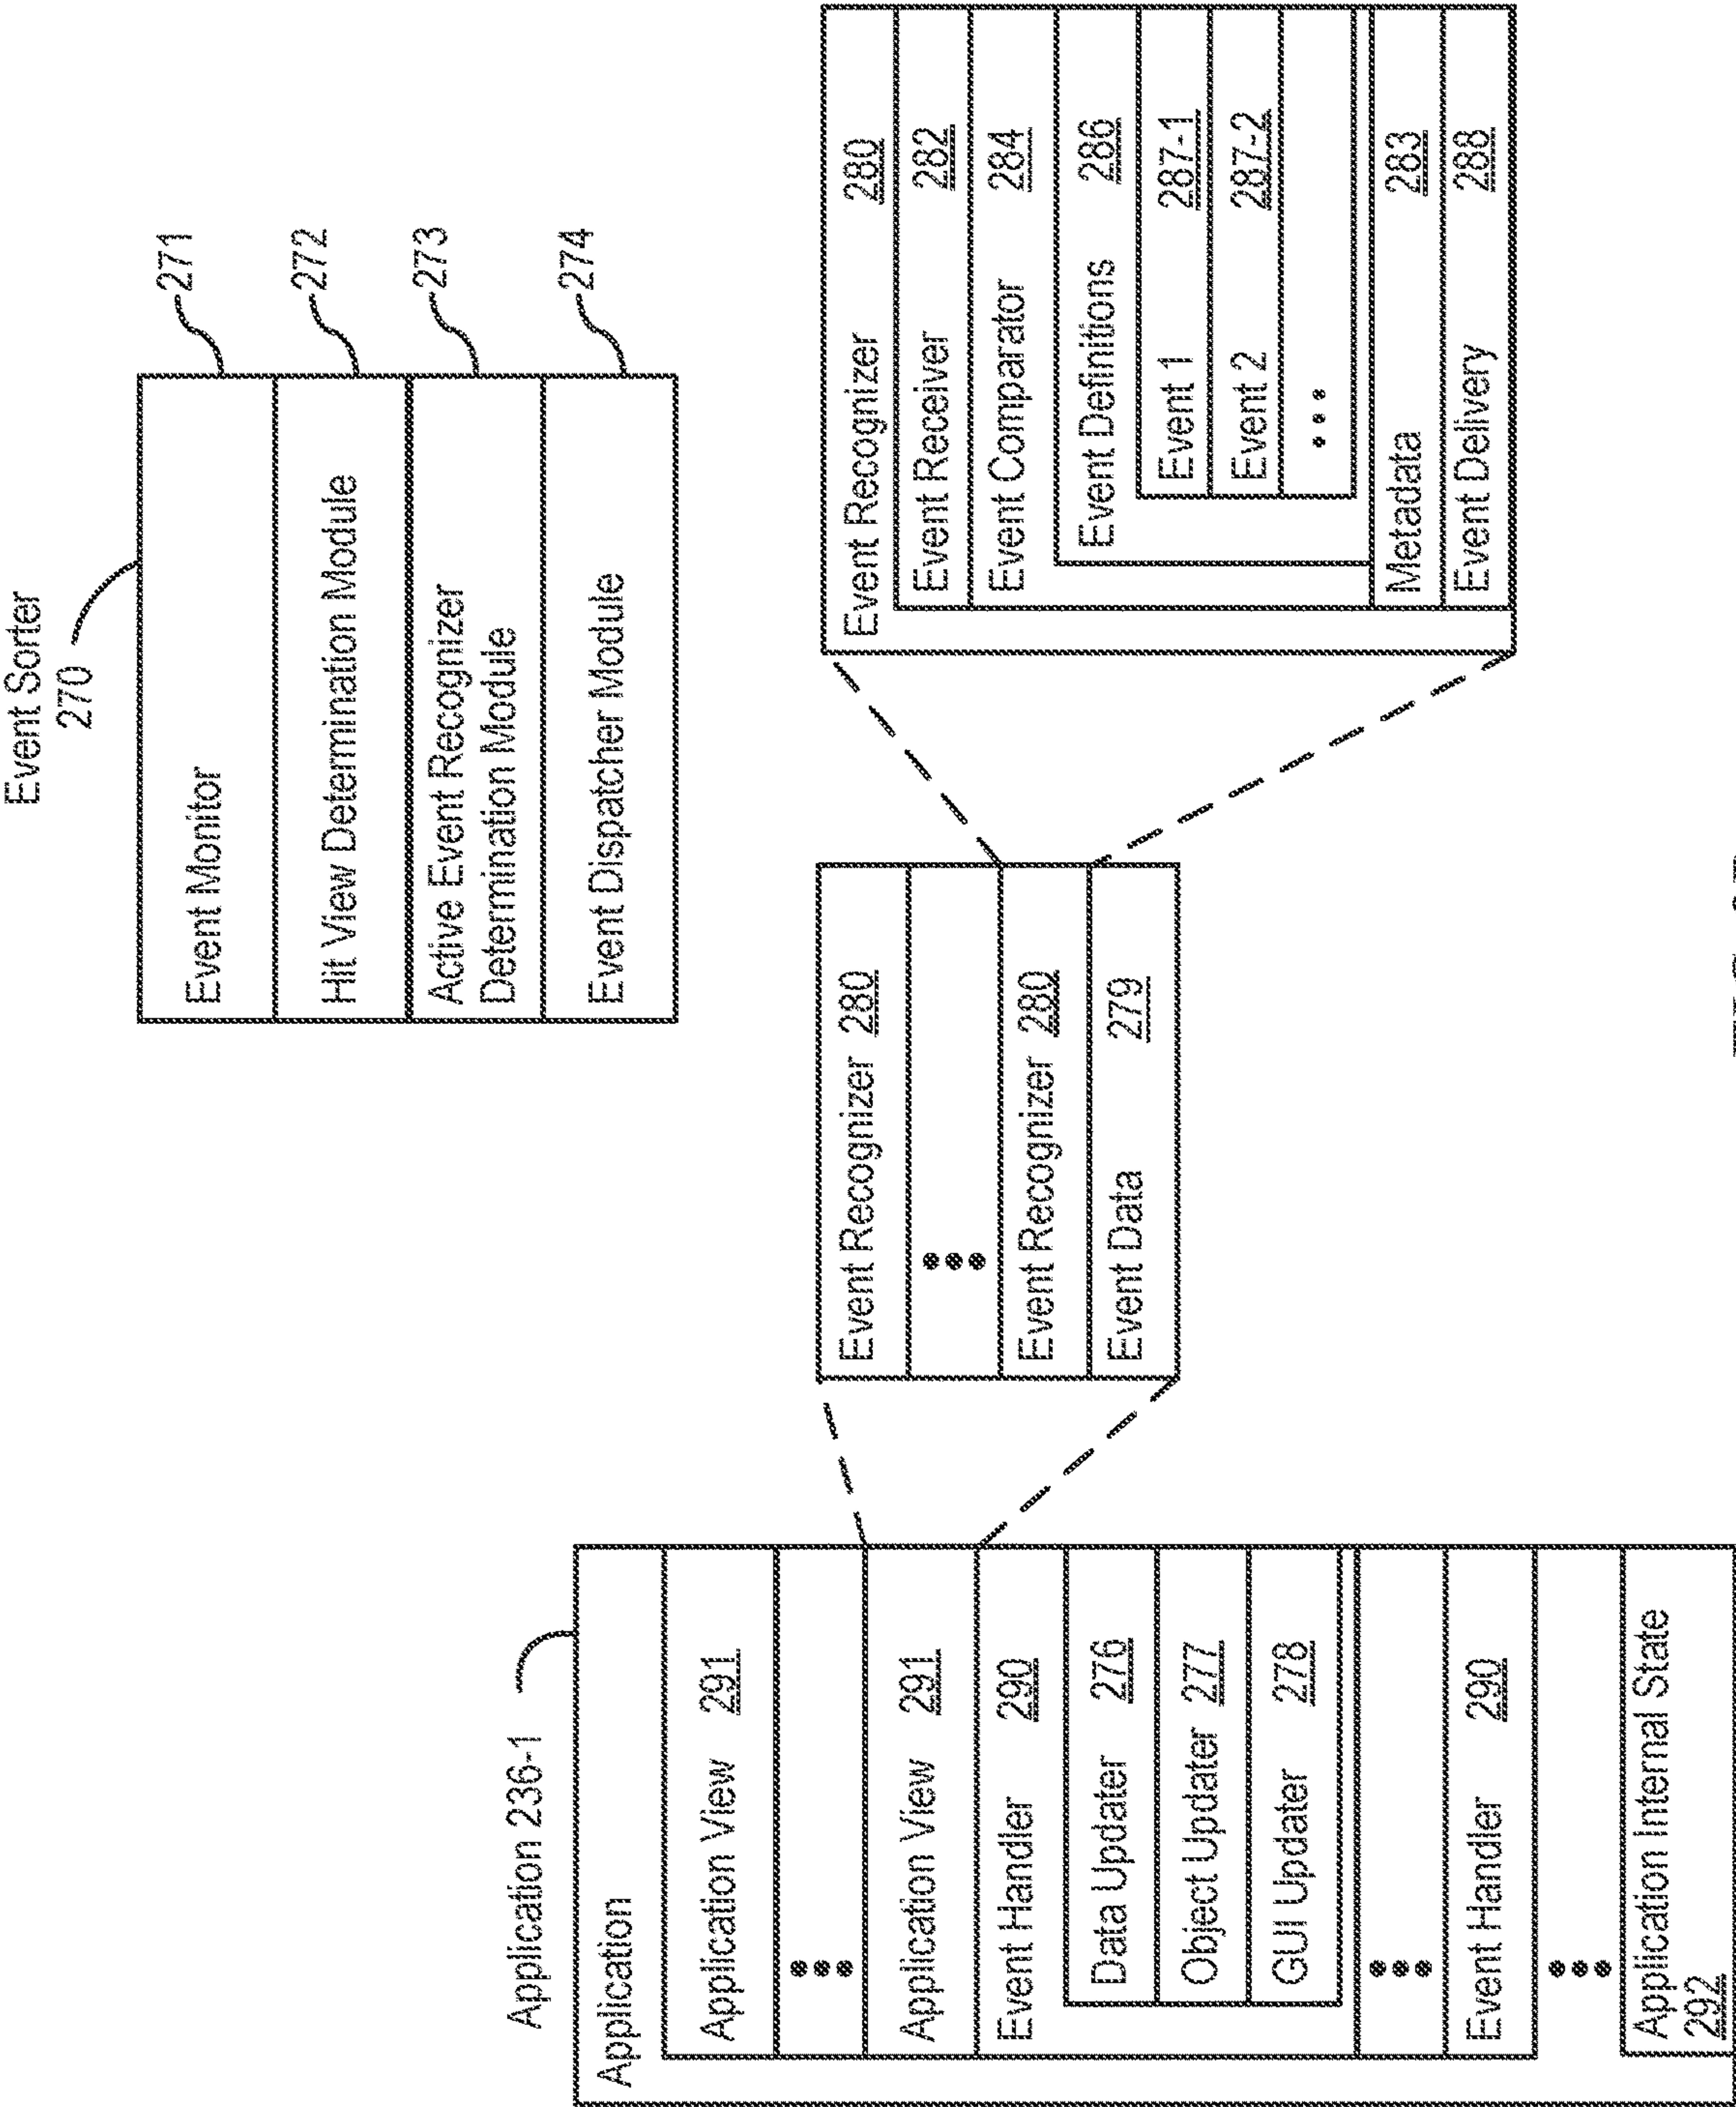 Event Sorter
270
Event Monitor
271
Hit View Determination Module
272
Active Event Recognizer
Determination Module
273
Event Dispatcher Module
274
Application 236-1
Application
Application View 291
Application View 291
Event Handler 290
Data Updater 276
Object Updater 277
GUI Updater 278
Event Handler 290
Application Internal State
292
Event Recognizer 280
Event Recognizer 280
Event Data 279
Event Recognizer 280
Event Receiver 282
Event Comparator 284
Event Definitions 286
Event 1 287-1
Event 2 287-2
Metadata 283
Event Delivery 288